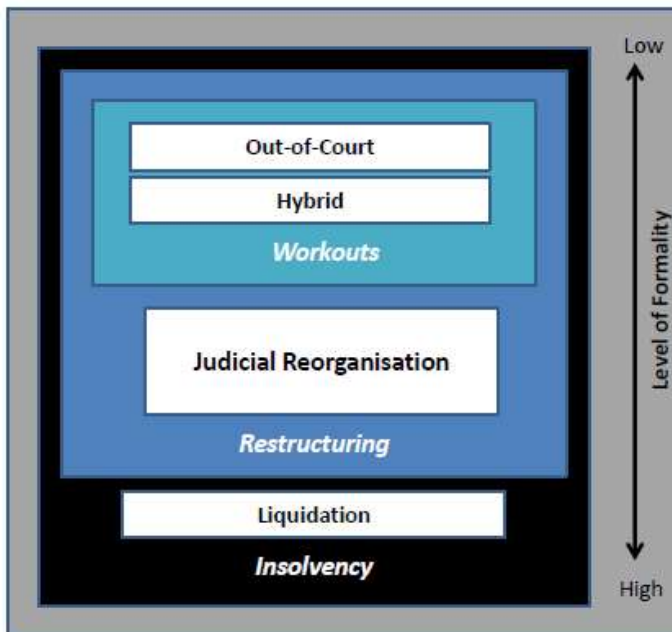 Low
Out-of-Court
Hybrid
Workouts
Judicial Reorganisation
Restructuring
Liquidation
Insolvency
Level of Formality
High